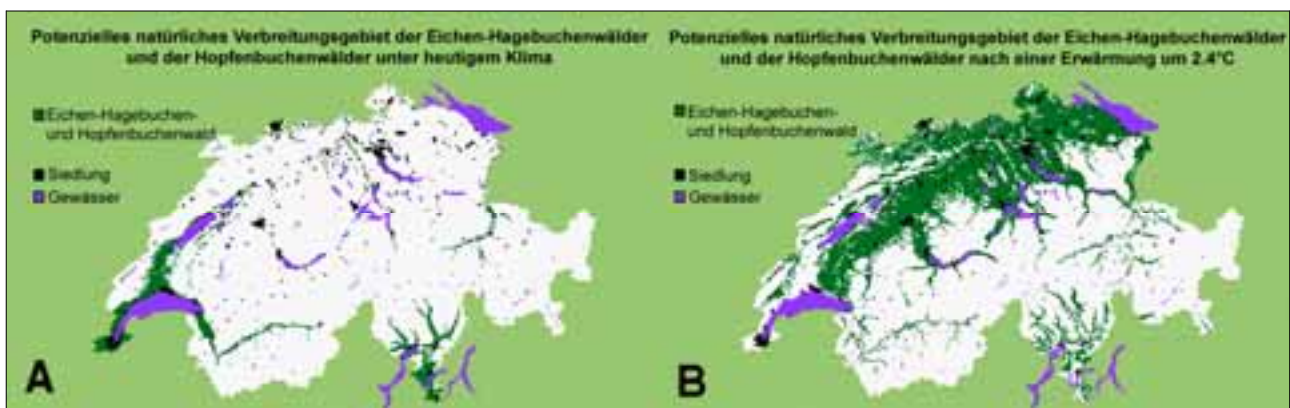 Potenzielles natürliches Verbreitungsgebiet der Eichen-Hagebuchenwälder
und der Hopfenbuchenwälder unter heutigem Klima
Eichen-Hagebuchen-
und Hopfenbuchenwald
Siedlung
Gewässer
A
Potenzielles natürliches Verbreitungsgebiet der Eichen-Hagebuchenwälder
und der Hopfenbuchenwälder nach einer Erwärmung um 2.4°C
Eichen-Hagebuchen-
und Hopfenbuchenwald
Siedlung
Gewässer
B